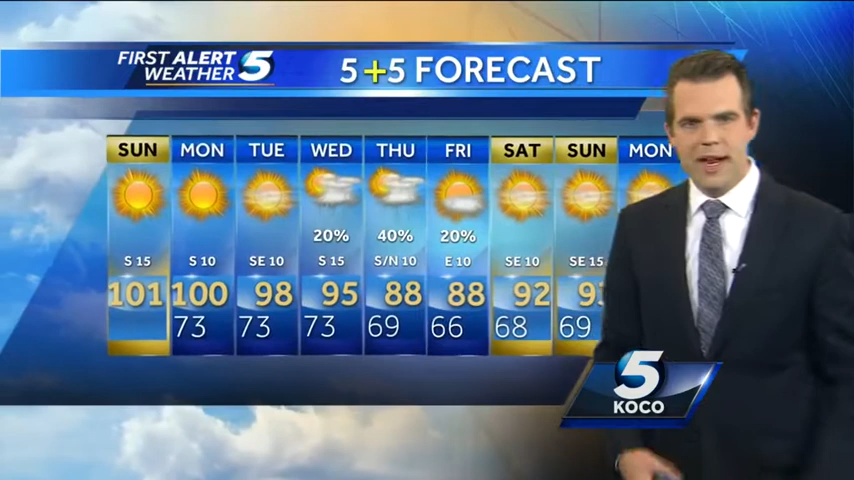 FIRST ALERT
WEATHER 5
5+5 FORECAST
SUN MON TUE WED THU FRI SAT SUN MON
20% 40% 20%
S 15 S 10 SE 10 S 15 S/N 10 E 10 SE 10 SE 15
101 100 98 95 88 88 92
73 73 73 69 66 68 69
5
KOCO